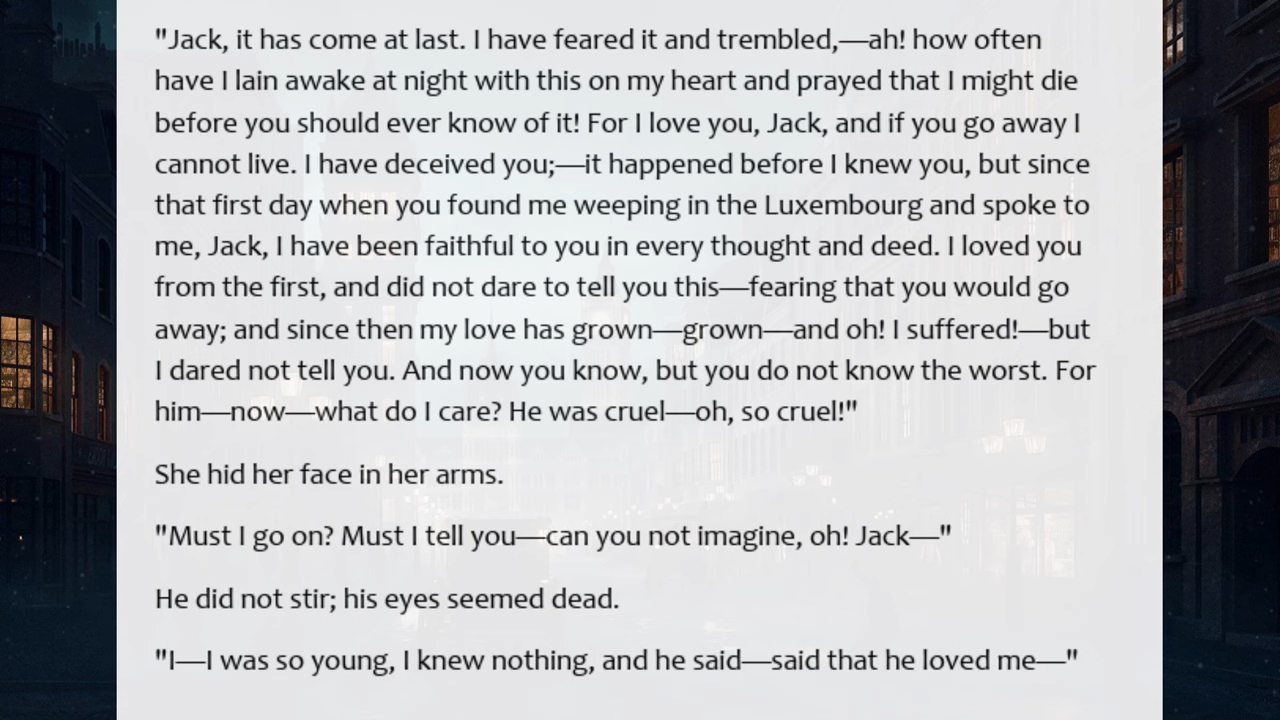 "Jack, it has come at last. I have feared it and trembled,—ah! how often
have I lain awake at night with this on my heart and prayed that I might die
before you should ever know of it! For I love you, Jack, and if you go away I
cannot live. I have deceived you;—it happened before I knew you, but since
that first day when you found me weeping in the Luxembourg and spoke to
me, Jack, I have been faithful to you in every thought and deed. I loved you
from the first, and did not dare to tell you this—fearing that you would go
away; and since then my love has grown—grown—and oh! I suffered!—but
I dared not tell you. And now you know, but you do not know the worst. For
him—now—what do I care? He was cruel—oh, so cruel!"
She hid her face in her arms.
"Must I go on? Must I tell you—can you not imagine, oh! Jack—"
He did not stir; his eyes seemed dead.
"I—I was so young, I knew nothing, and he said—said that he loved me—"